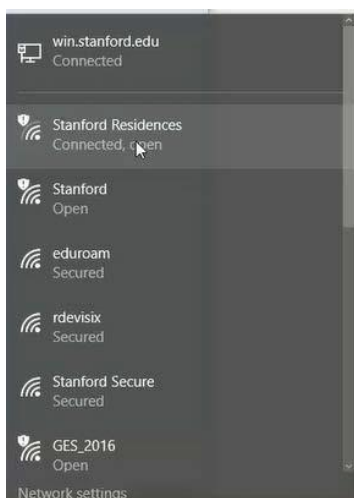 win.stanford.edu
Connected
Stanford Residences
Connected, open
Stanford
Open
eduroam
Secured
rdevisix
Secured
Stanford Secure
Secured
GES_2016
Open
Network settings